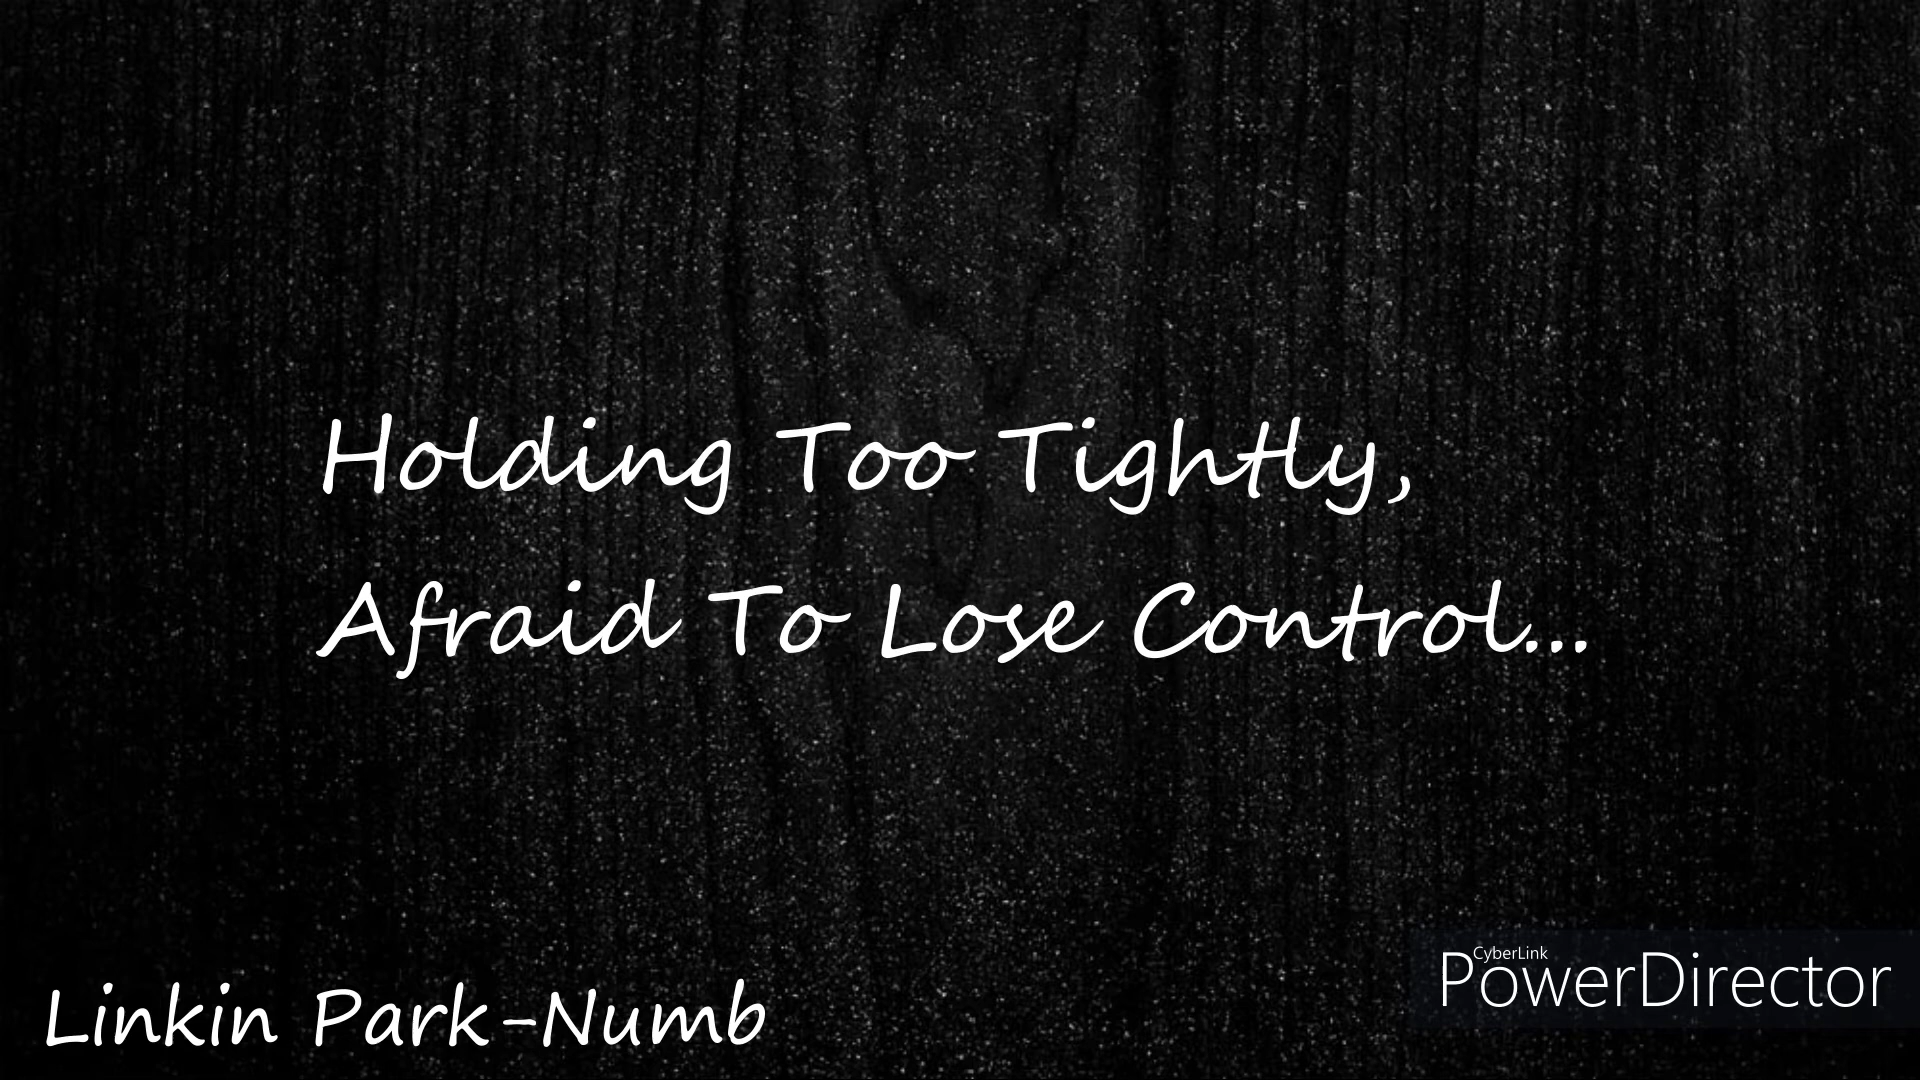 Holding Too Tightly,
Afraid To Lose Control...
CyberLink
PowerDirector
Linkin Park-Numb